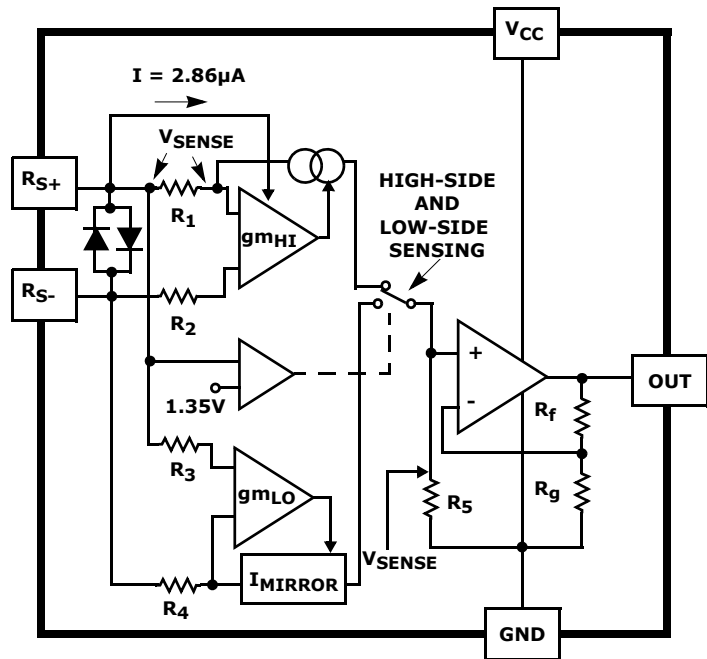 VCC
I = 2.86µA
VSENSE
RS+
R1
gmHI
HIGH-SIDE
AND
LOW-SIDE
SENSING
RS-
R2
+
-
OUT
1.35V
Rf
R3
gmLO
R5
Rg
VSENSE
R4
IMIRROR
GND